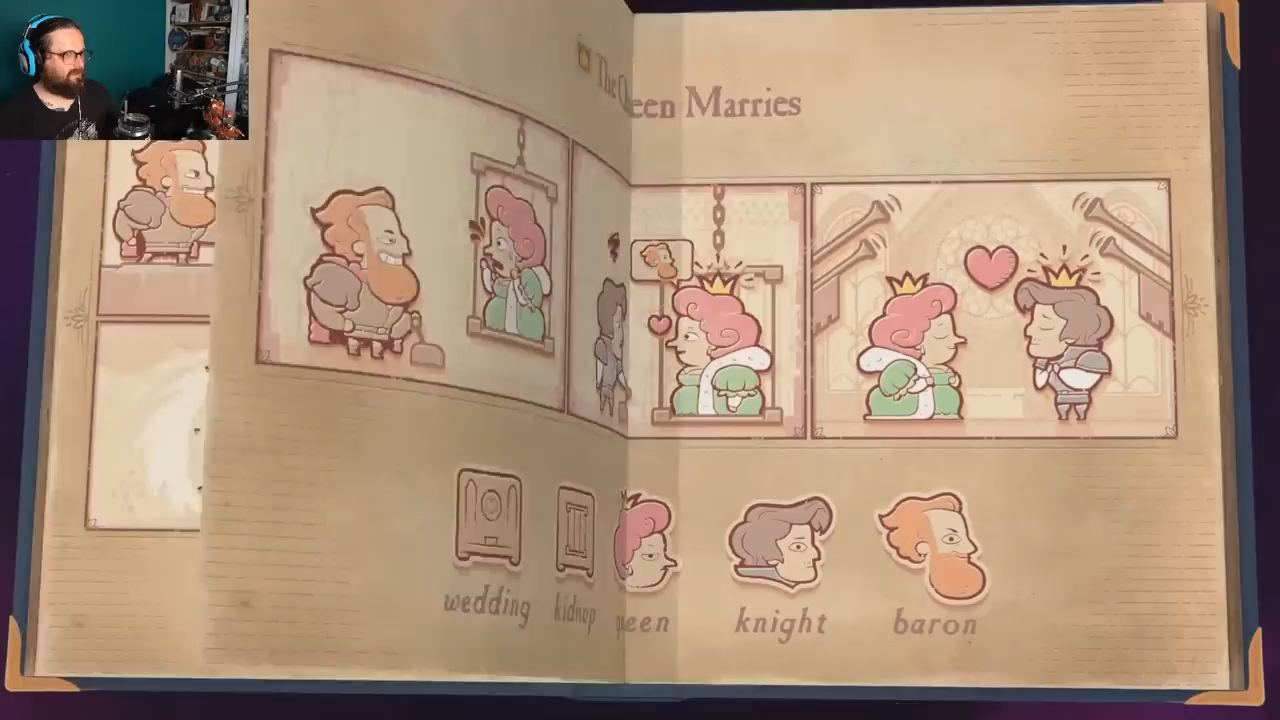 The Queen Marries
wedding
kidnap
queen
knight
baron